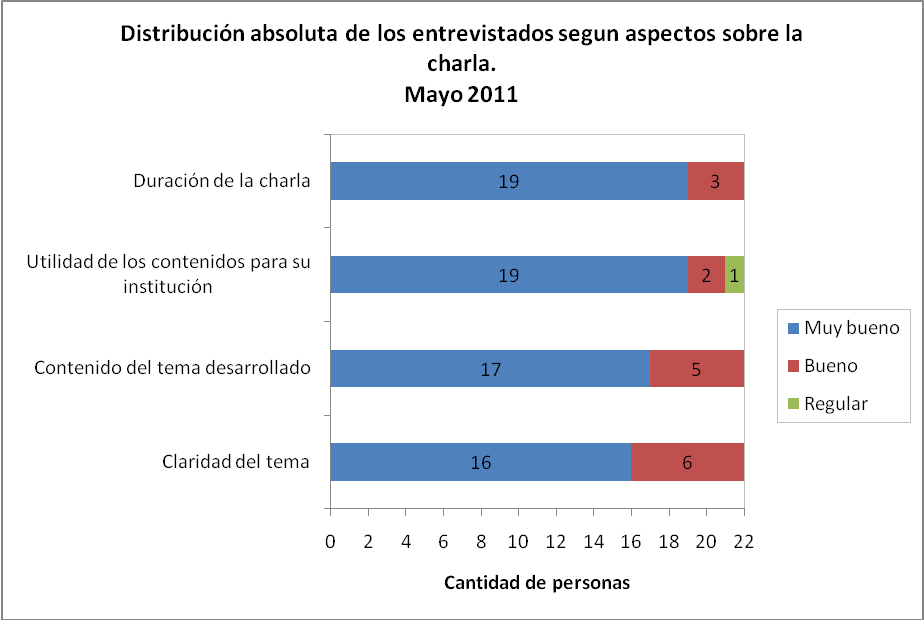 Distribución absoluta de los entrevistados segun aspectos sobre la
charla.
Mayo 2011
Duración de la charla
19
3
Utilidad de los contenidos para su
institución
19
2
1
Contenido del tema desarrollado
17
5
Claridad del tema
16
6
0 2 4 6 8 10 12 14 16 18 20 22
Cantidad de personas
Muy bueno
Bueno
Regular